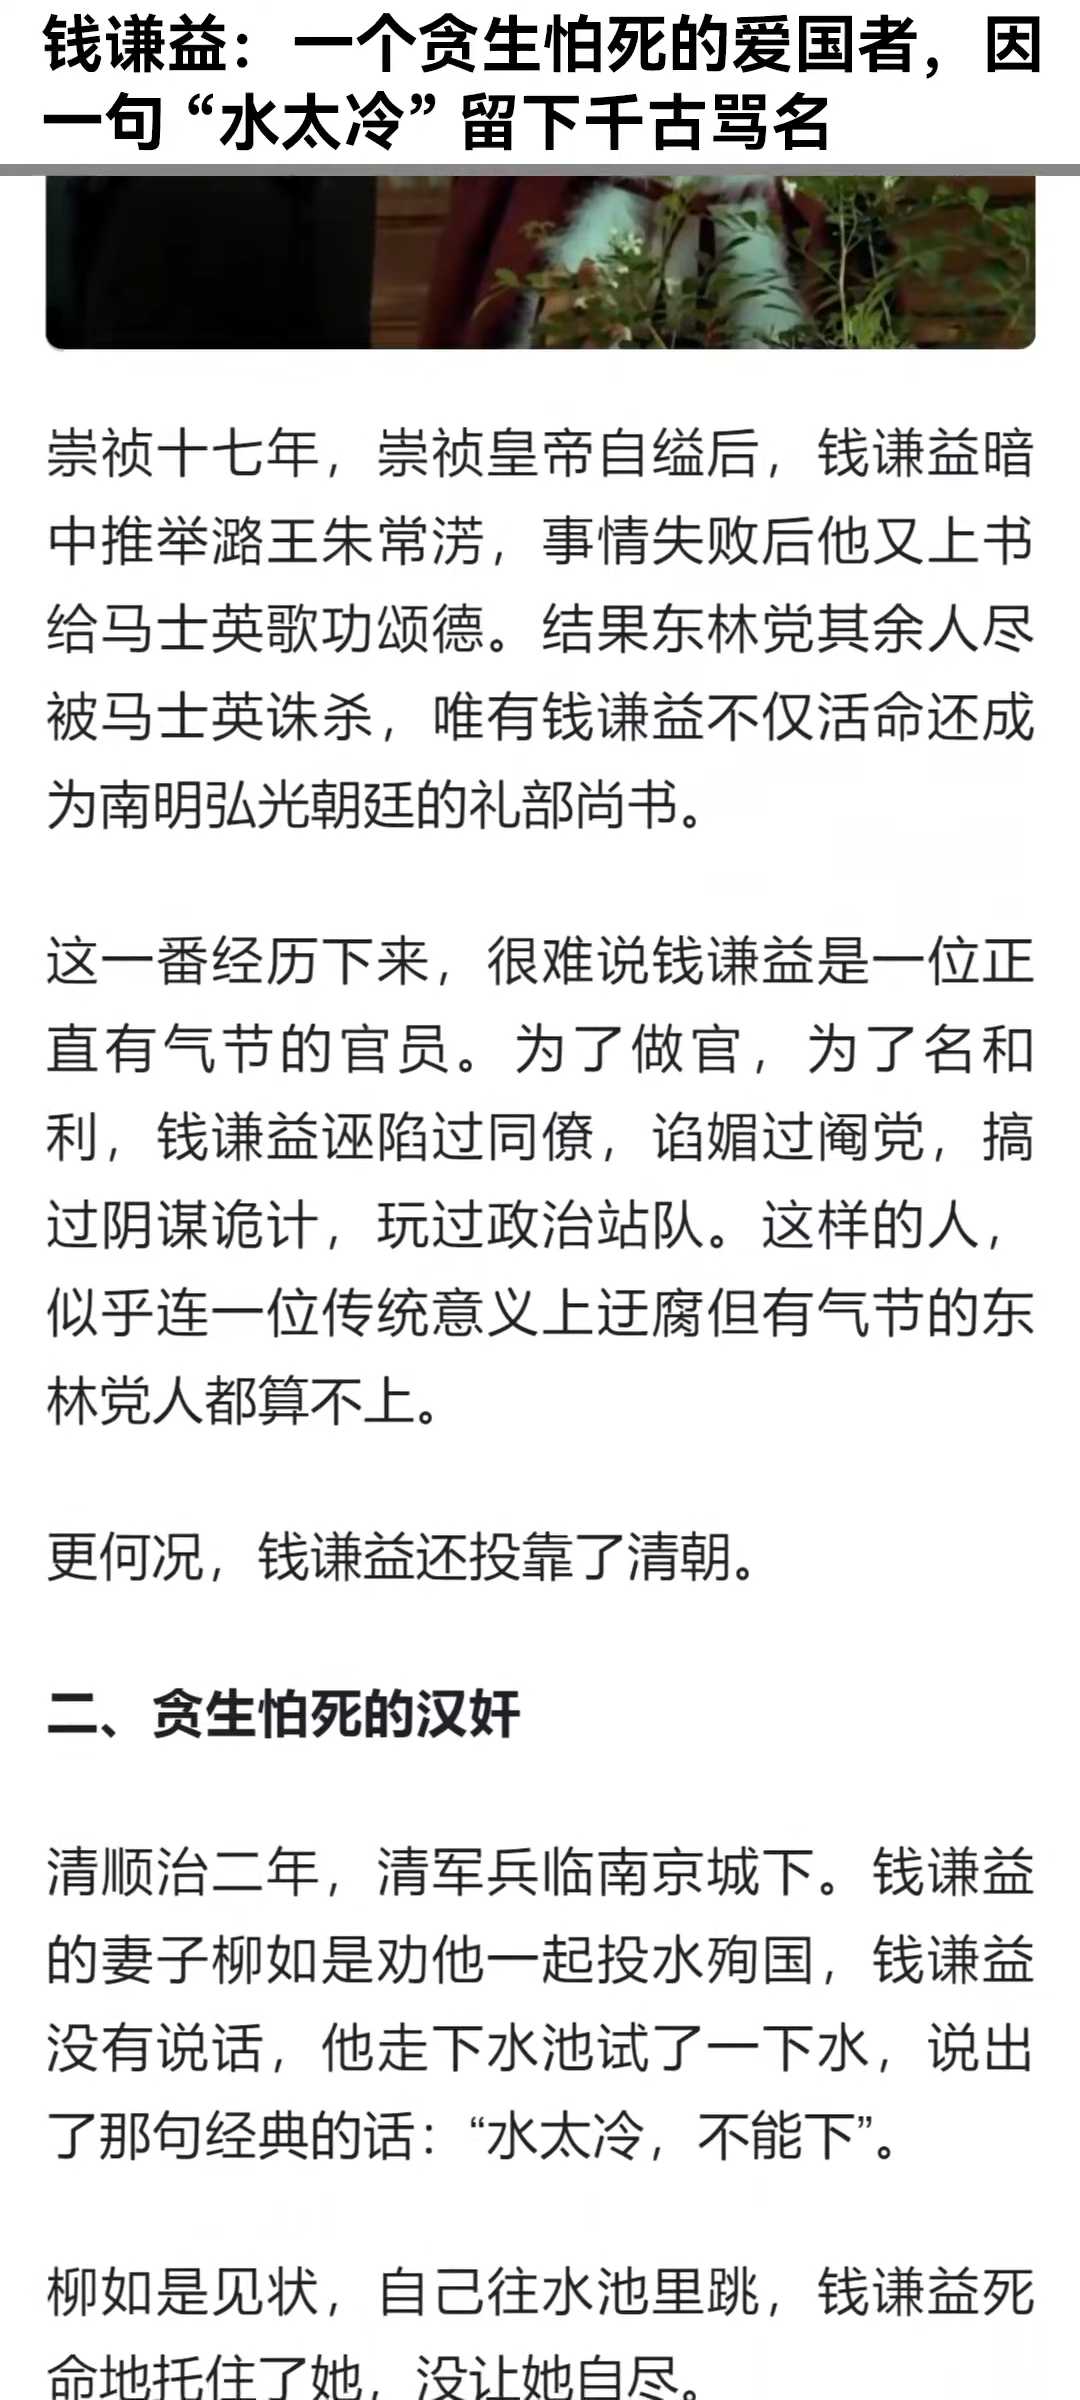 钱谦益：一个贪生怕死的爱国者，因
一句“水太冷”留下千古骂名
崇祯十七年，崇祯皇帝自缢后，钱谦益暗
中推举潞王朱常淓，事情失败后他又上书
给马士英歌功颂德。结果东林党其余人尽
被马士英诛杀，唯有钱谦益不仅活命还成
为南明弘光朝廷的礼部尚书。
这一番经历下来，很难说钱谦益是一位正
直有气节的官员。为了做官，为了名和
利，钱谦益诬陷过同僚，谄媚过阉党，搞
过阴谋诡计，玩过政治站队。这样的人，
似乎连一位传统意义上迂腐但有气节的东
林党人都算不上。
更何况，钱谦益还投靠了清朝。
二、贪生怕死的汉奸
清顺治二年，清军兵临南京城下。钱谦益
的妻子柳如是劝他一起投水殉国，钱谦益
没有说话，他走下水池试了一下水，说出
了那句经典的话：“水太冷，不能下”。
柳如是见状，自己往水池里跳，钱谦益死
命地托住了她，没让她自尽。